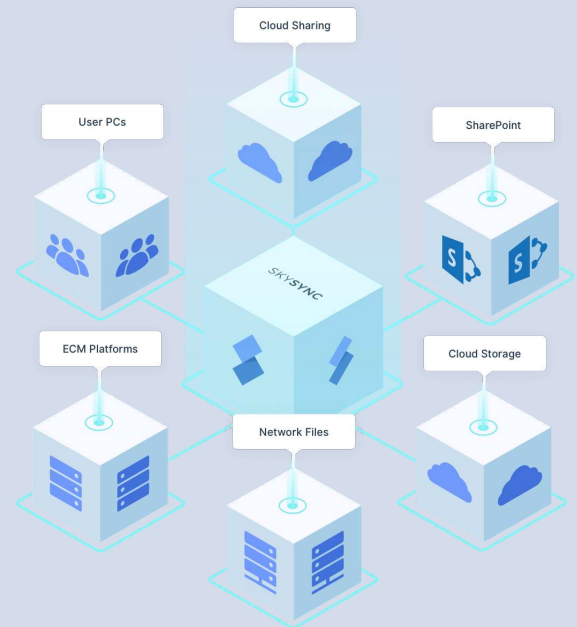 Cloud Sharing
User PCs
SharePoint
SKYSYNC
S
S
ECM Platforms
Cloud Storage
Network Files